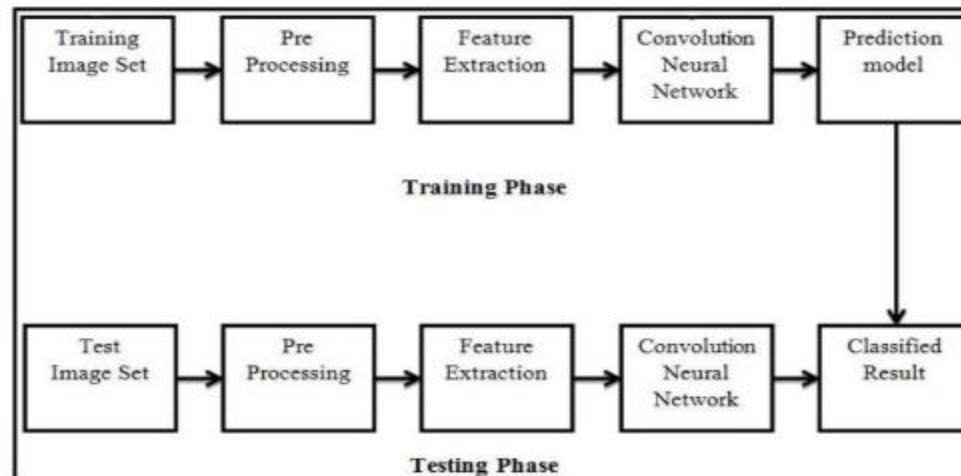 Training
Image Set
Pre
Processing
Feature
Extraction
Convolution
Neural
Network
Prediction
model
Training Phase
Test
Image Set
Pre
Processing
Feature
Extraction
Convolution
Neural
Network
Classified
Result
Testing Phase